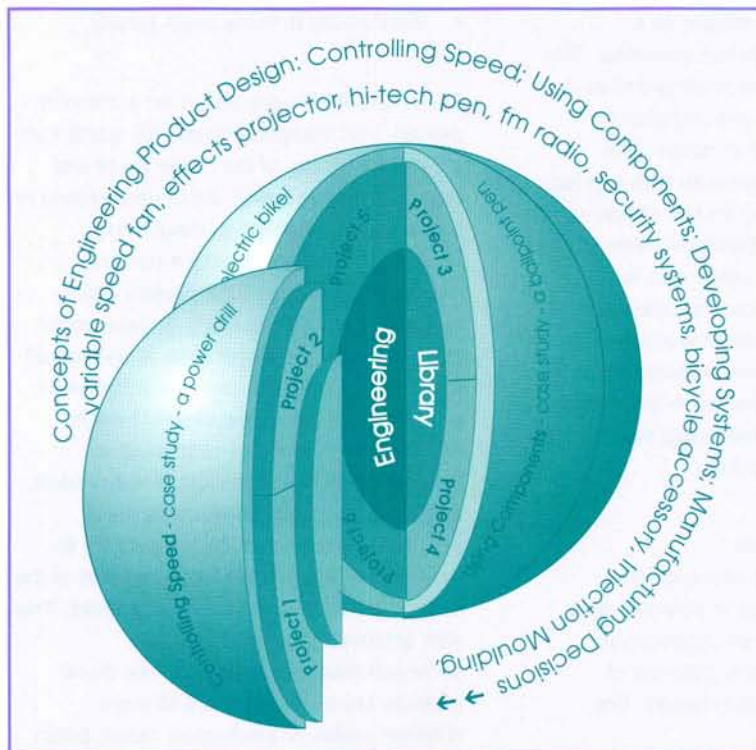 Concepts of Engineering Product Design: Controlling Speed; Using Components; Developing Systems; Manufacturing Decisions
variable speed fan, effects projector, hi-tech pen, fm radio, security systems, bicycle accessory, Injection Moulding.
electric bike!
Project 5
Project 3
a ballpoint pen
Using Components - case study -
Project 4
Project 6
Engineering
Library
Project 2
Project 1
Controlling Speed - case study - a power drill